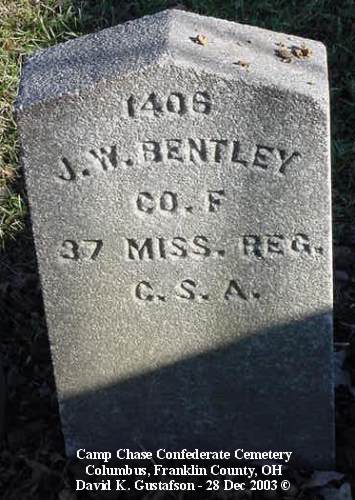 1406
J. W. BENTLEY
CO. F
37 MISS. REG.
C. S. A.
Camp Chase Confederate Cemetery
Columbus, Franklin County, OH
David K. Gustafson - 28 Dec 2003 ©